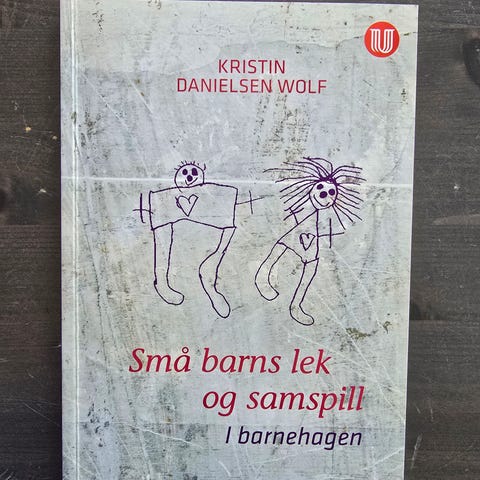 KRISTIN
DANIELSEN WOLF
Små barns lek
og samspill
I barnehagen